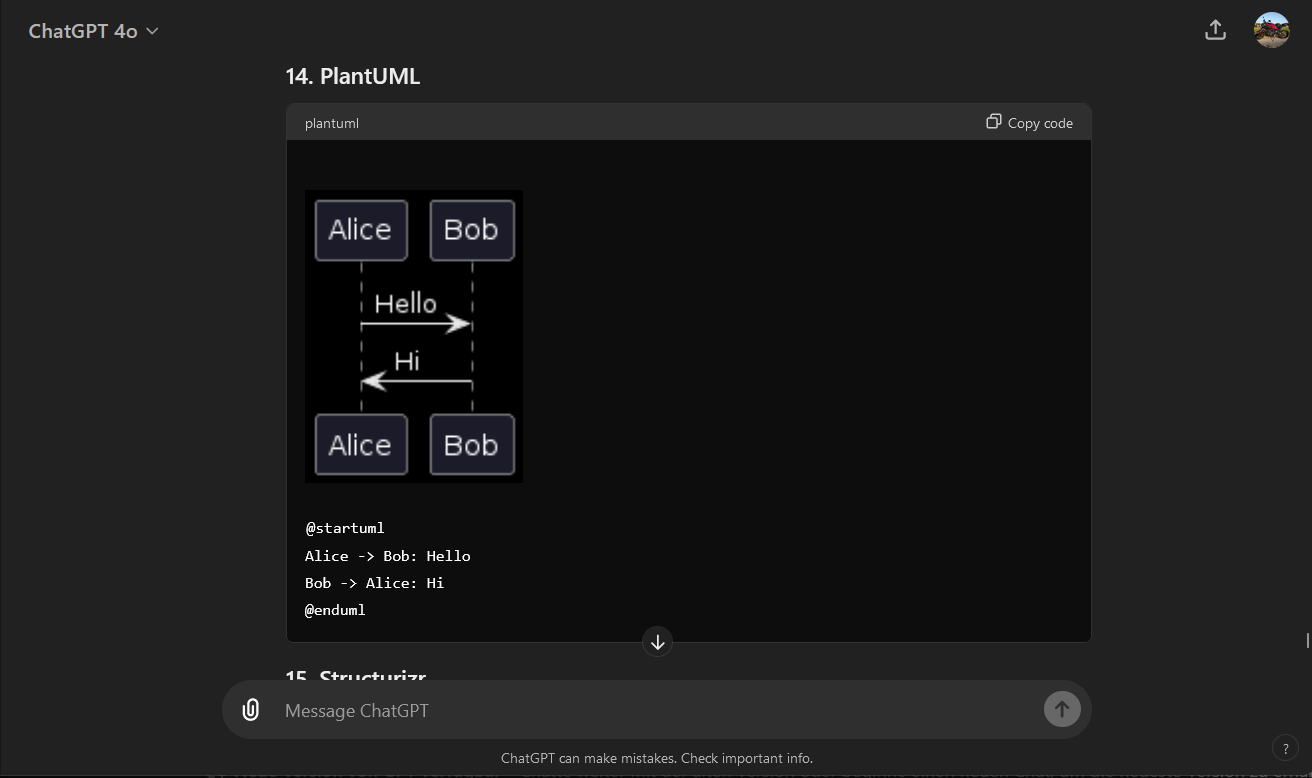 ChatGPT 4o
14. PlantUML
plantuml
Copy code
Alice Bob
Hello
Hi
Alice Bob
@startuml
Alice -> Bob: Hello
Bob -> Alice: Hi
@enduml
15. Structurizr
Message ChatGPT
ChatGPT can make mistakes. Check important info.
?